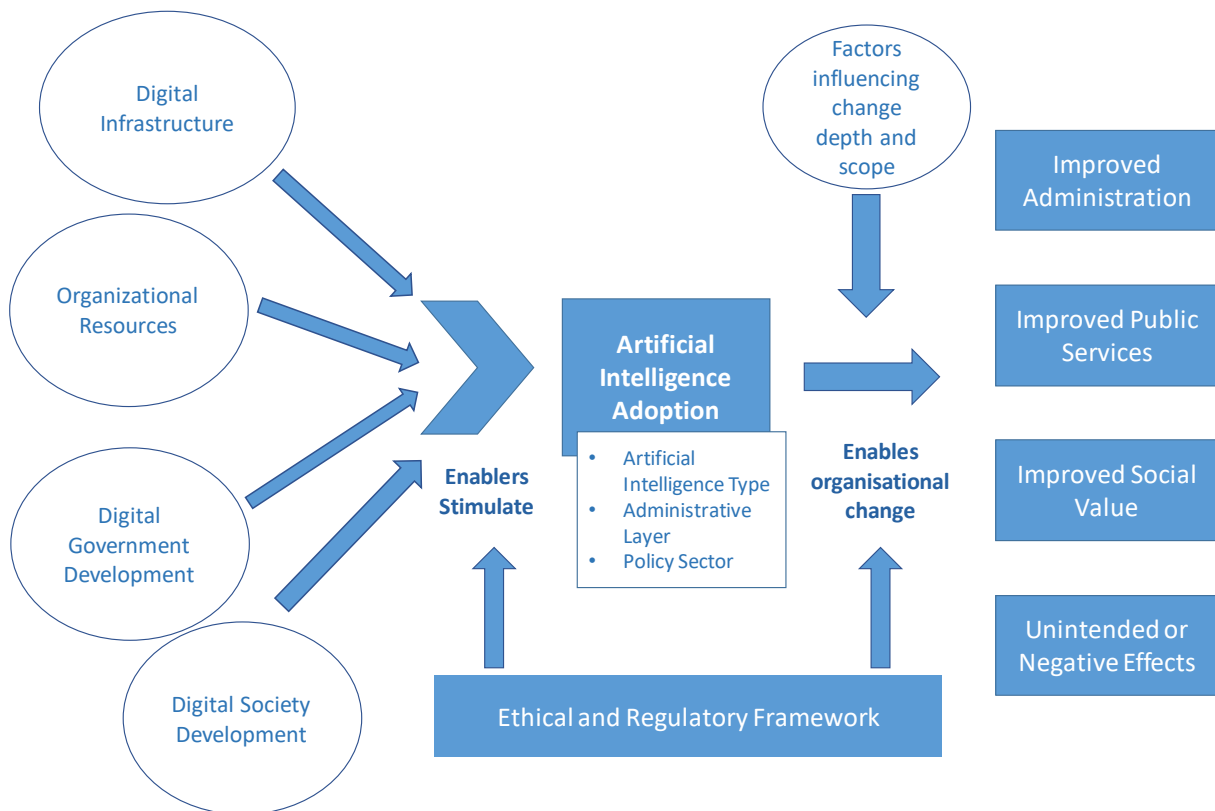 Digital
Infrastructure
Organizational
Resources
Digital
Government
Development
Digital Society
Development
Enablers
Stimulate
Artificial
Intelligence
Adoption
• Artificial
Intelligence Type
• Administrative
Layer
• Policy Sector
Factors
influencing
change
depth and
scope
Enables
organisational
change
Ethical and Regulatory Framework
Improved
Administration
Improved Public
Services
Improved Social
Value
Unintended or
Negative Effects